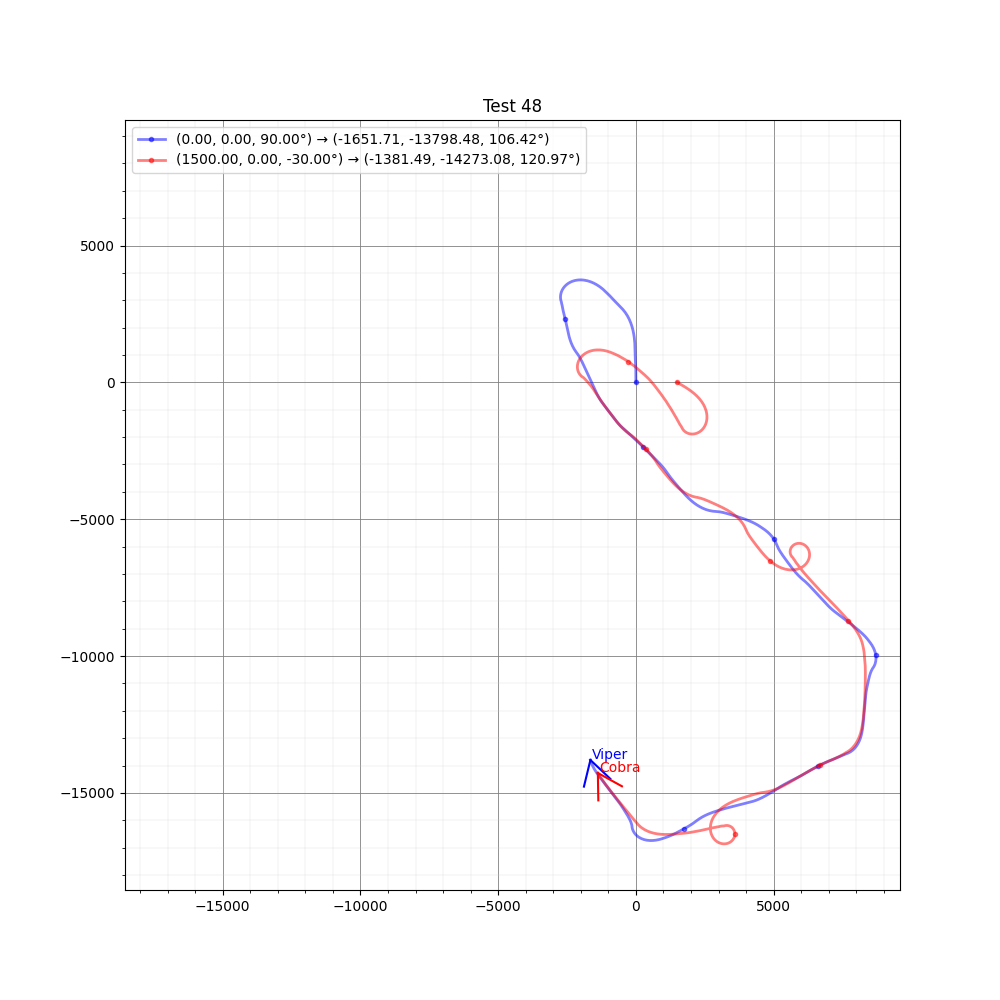 Test 48
(0.00, 0.00, 90.00°) → (-1651.71, -13798.48, 106.42°)
(1500.00, 0.00, -30.00°) → (-1381.49, -14273.08, 120.97°)
5000
0
−5000
−10000
−15000
Viper
Cobra
−15000 −10000 −5000 0 5000